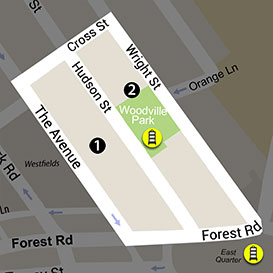 Cross St
Wright St
Hudson St
Orange Ln
2
Woodville
Park
The Avenue
1
Westfields
Forest Rd
Ln
Forest Rd
East
Quarter